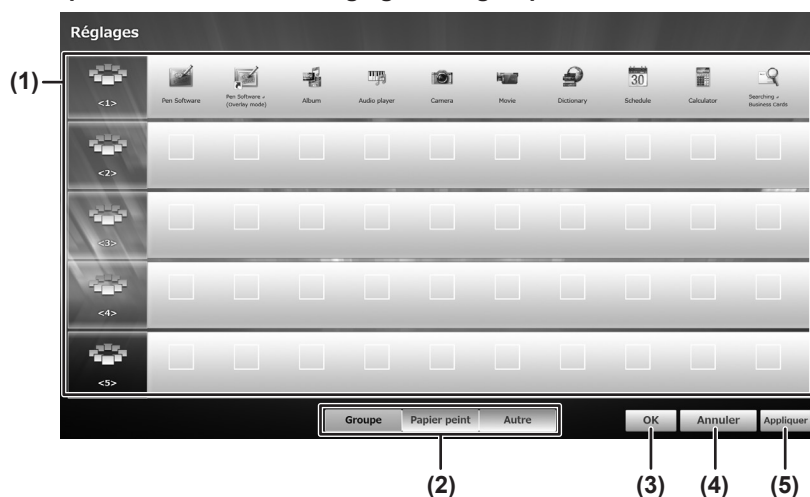 Réglages
(1)
<1>
Pen Software
Pen Software
(Overlay mode)
Album
Audio player
Camera
Movie
Dictionary
30
Schedule
Calculator
Searching
Business Cards
<2>
<3>
<4>
<5>
Groupe
Papier peint
Autre
OK
Annuler
Appliquer
(2)
(3)
(4)
(5)